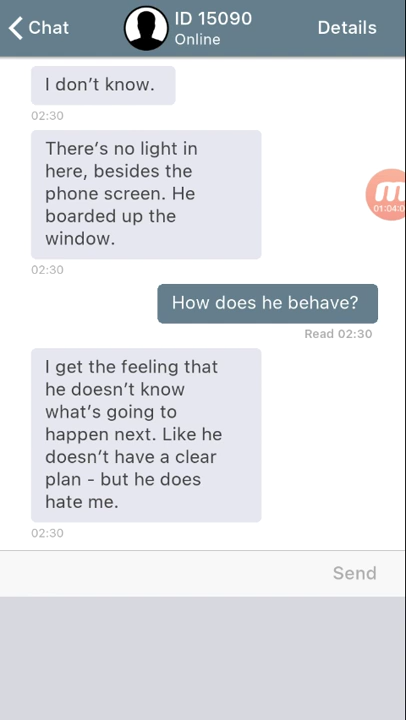 Chat
ID 15090
Online
Details
I don’t know.
02:30
There’s no light in
here, besides the
phone screen. He
boarded up the
window.
02:30
01:04:0
How does he behave?
Read 02:30
I get the feeling that
he doesn’t know
what’s going to
happen next. Like he
doesn’t have a clear
plan - but he does
hate me.
02:30
Send